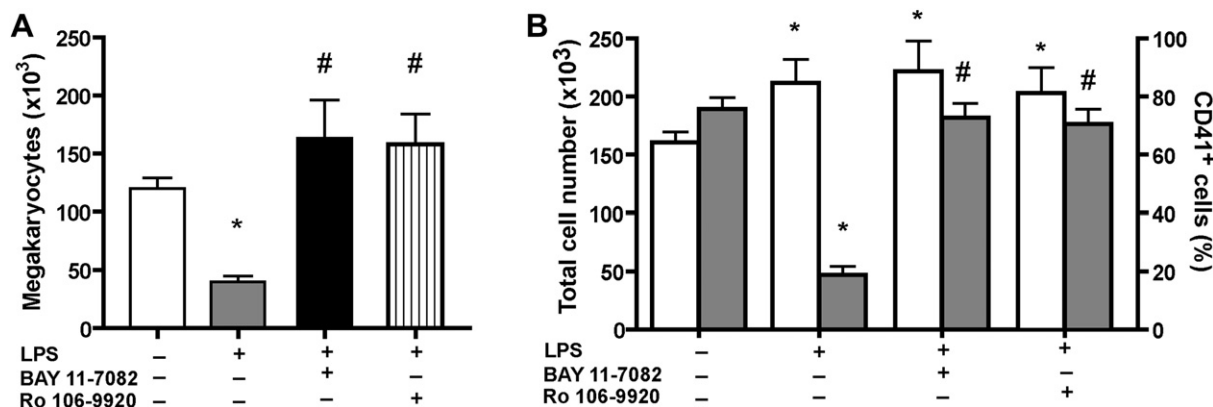 A
Megakaryocytes (x10³)
250
200
150
100
50
0
*
#
#
LPS – + + +
BAY 11-7082 – – + –
Ro 106-9920 – – – +
B
Total cell number (x10³)
250
200
150
100
50
0
*
*
*
#
*
#
100
80
60
40
20
0
CD41⁺ cells (%)
LPS – + + +
BAY 11-7082 – – + –
Ro 106-9920 – – – +